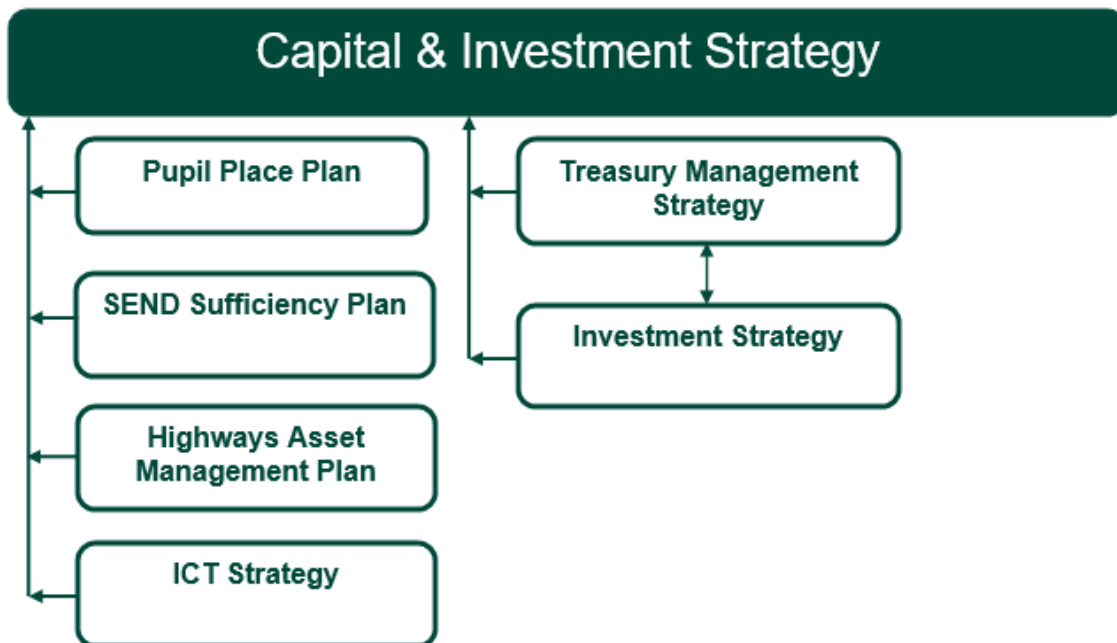 Capital & Investment Strategy
Pupil Place Plan
SEND Sufficiency Plan
Highways Asset
Management Plan
ICT Strategy
Treasury Management
Strategy
Investment Strategy